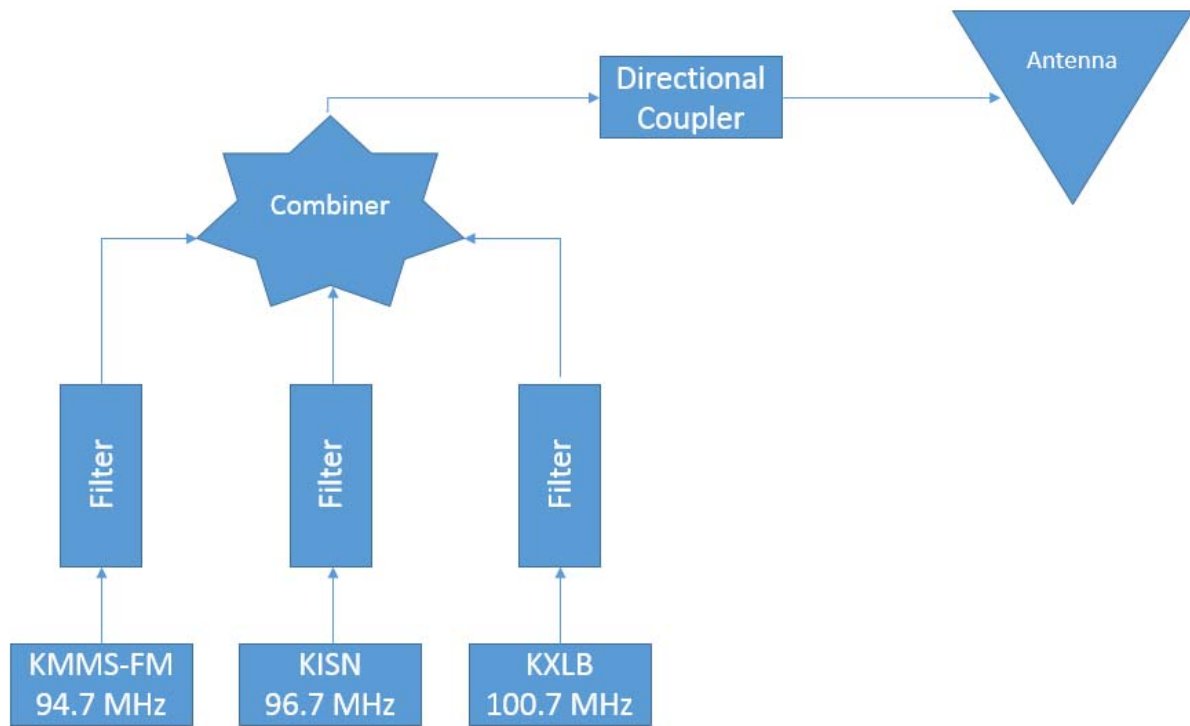 Directional
Coupler
Antenna
Combiner
Filter
Filter
Filter
KMMS-FM
94.7 MHz
KISN
96.7 MHz
KXLB
100.7 MHz